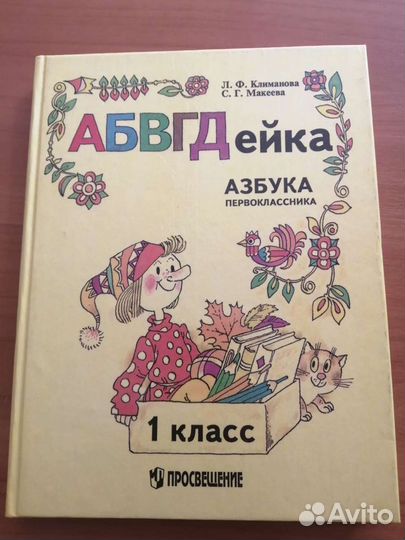 Л. Ф. Климанова
С. Г. Макеева
АБВГДейка
АЗБУКА
ПЕРВОКЛАССНИКА
1 класс
ПРОСВЕЩЕНИЕ
Avito